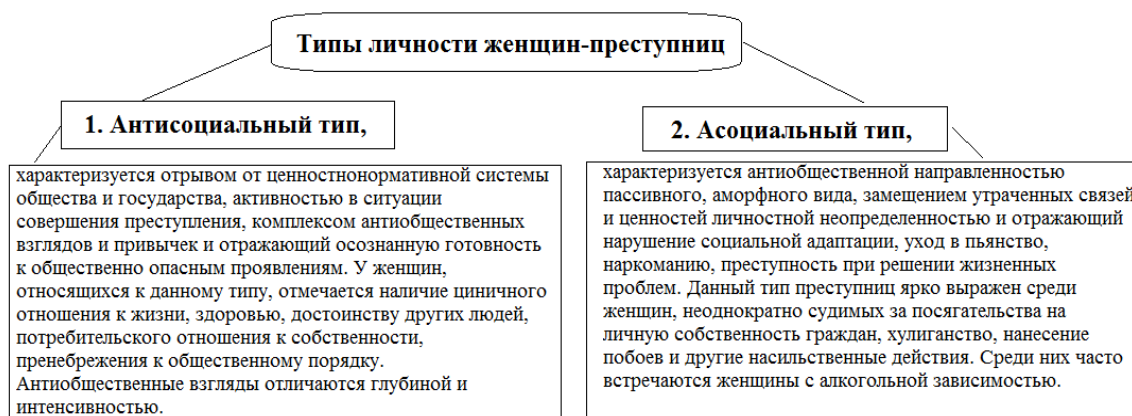 Типы личности женщин-преступниц
1. Антисоциальный тип,
характеризуется отрывом от ценностнонормативной системы
общества и государства, активностью в ситуации
совершения преступления, комплексом антиобщественных
взглядов и привычек и отражающий осознанную готовность
к общественно опасным проявлениям. У женщин,
относящихся к данному типу, отмечается наличие циничного
отношения к жизни, здоровью, достоинству других людей,
потребительского отношения к собственности,
пренебрежения к общественному порядку.
Антиобщественные взгляды отличаются глубиной и
интенсивностью.
2. Асоциальный тип,
характеризуется антиобщественной направленностью
пассивного, аморфного вида, замещением утраченных связей
и ценностей личностной неопределенностью и отражающий
нарушение социальной адаптации, уход в пьянство,
наркоманию, преступность при решении жизненных
проблем. Данный тип преступниц ярко выражен среди
женщин, неоднократно судимых за посягательства на
личную собственность граждан, хулиганство, нанесение
побоев и другие насильственные действия. Среди них часто
встречаются женщины с алкогольной зависимостью.